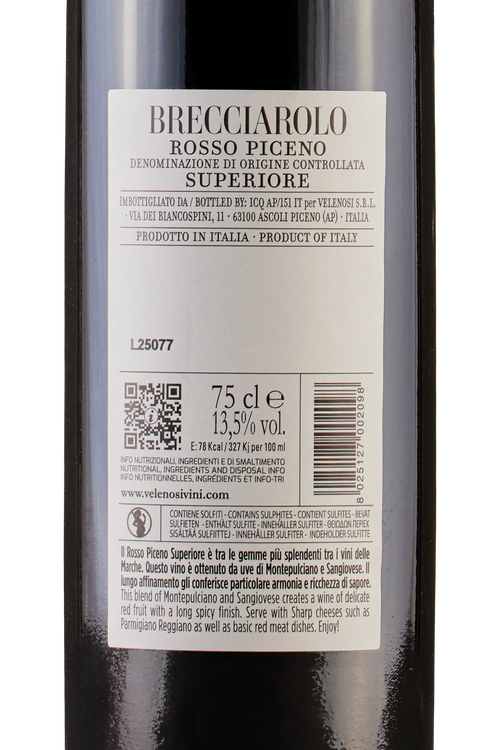 BRECCIAROLO
ROSSO PICENO
DENOMINAZIONE DI ORIGINE CONTROLLATA
SUPERIORE
IMBOTTIGLIATO DA / BOTTLED BY: ICQ AP/151 IT per VELENOSI S.R.L.
· VIA DEI BIANCOSPINI, 11 · 63100 ASCOLI PICENO (AP) · ITALIA
PRODOTTO IN ITALIA · PRODUCT OF ITALY
L25077
75 cl e
13,5% vol.
E: 78 Kcal / 327 Kj per 100 ml
INFO NUTRIZIONALI, INGREDIENTI E DI SMALTIMENTO
NUTRITIONAL, INGREDIENTS AND DISPOSAL INFO
INFO NUTRITIONNELLES, INGRÉDIENTS ET INFO-TRI
www.velenosivini.com
8 025127 002098
CONTIENE SOLFITI - CONTAINS SULPHITES - CONTIENT SULFITES - BEVAT
SULFIETEN - ENTHÄLT SULFITE - INNEHÅLLER SULFITER - ΘΕΙΩΔΩΝ ΠΕΡΙΕΧ
SISÄLTÄÄ SULFIITTEJ - INNEHÅLLER SULFITER - INDEHOLDER SULFITTE
Il Rosso Piceno Superiore è tra le gemme più splendenti tra i vini delle
Marche. Questo vino è ottenuto da uve di Montepulciano e Sangiovese. Il
lungo affinamento gli conferisce particolare armonia e ricchezza di sapore.
This blend of Montepulciano and Sangiovese creates a wine of delicate
red fruit with a long spicy finish. Serve with Sharp cheeses such as
Parmigiano Reggiano as well as basic red meat dishes. Enjoy!